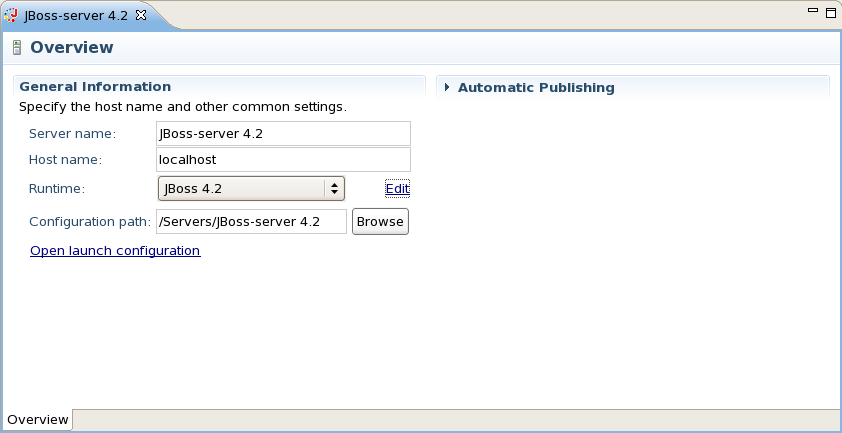 JBoss-server 4.2
Overview
General Information
Specify the host name and other common settings.
Server name: JBoss-server 4.2
Host name: localhost
Runtime: JBoss 4.2 Edit
Configuration path: /Servers/JBoss-server 4.2 Browse
Open launch configuration
Automatic Publishing
Overview